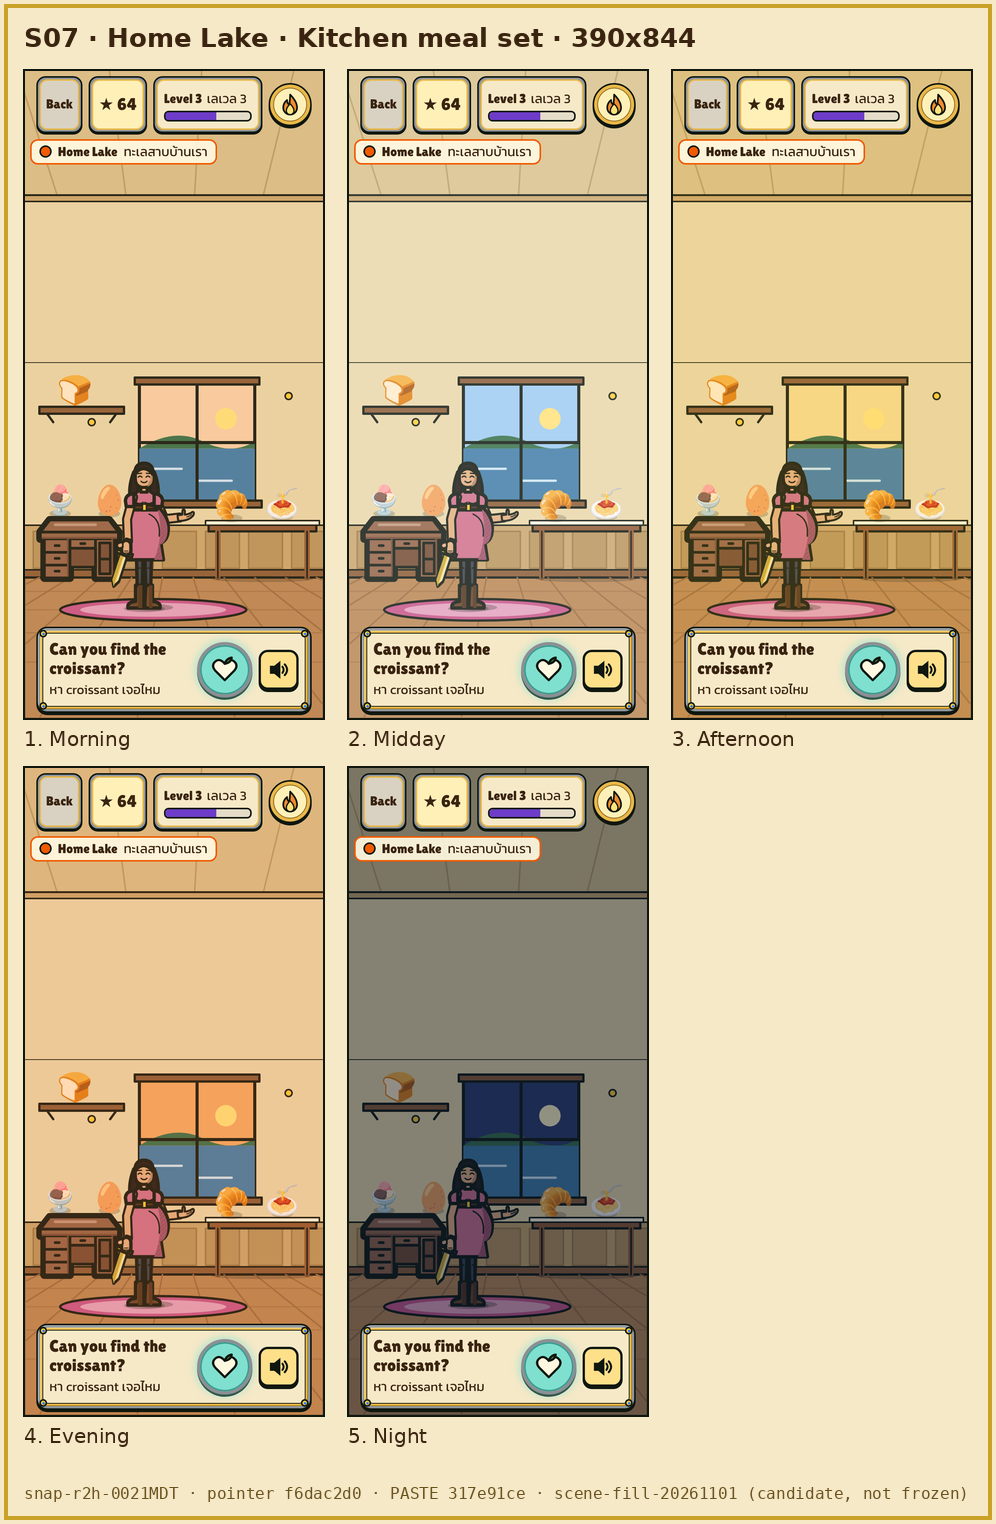 S07 · Home Lake · Kitchen meal set · 390x844
Back
★ 64
Level 3 เลเวล 3
Home Lake ทะเลสาบบ้านเรา
Can you find the
croissant?
หา croissant เจอไหม
1. Morning
Back
★ 64
Level 3 เลเวล 3
Home Lake ทะเลสาบบ้านเรา
Can you find the
croissant?
หา croissant เจอไหม
2. Midday
Back
★ 64
Level 3 เลเวล 3
Home Lake ทะเลสาบบ้านเรา
Can you find the
croissant?
หา croissant เจอไหม
3. Afternoon
Back
★ 64
Level 3 เลเวล 3
Home Lake ทะเลสาบบ้านเรา
Can you find the
croissant?
หา croissant เจอไหม
4. Evening
Back
★ 64
Level 3 เลเวล 3
Home Lake ทะเลสาบบ้านเรา
Can you find the
croissant?
หา croissant เจอไหม
5. Night
snap-r2h-0021MDT · pointer f6dac2d0 · PASTE 317e91ce · scene-fill-20261101 (candidate, not frozen)